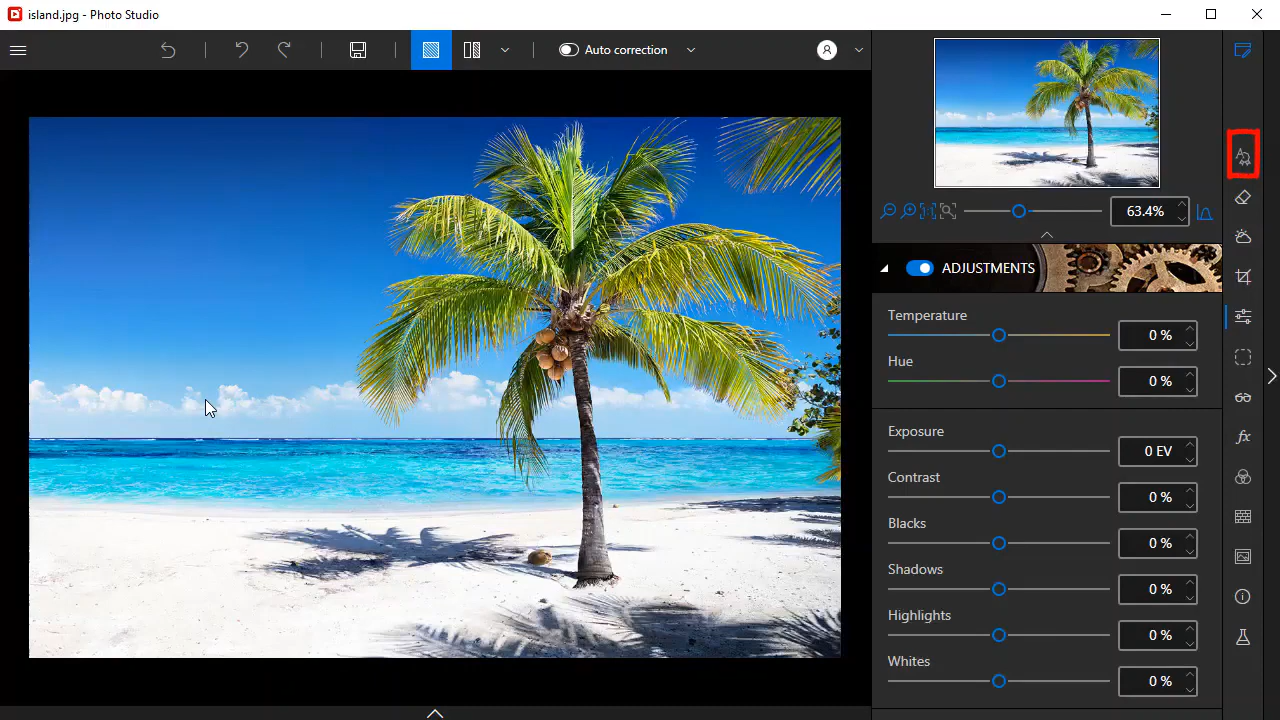 island.jpg - Photo Studio
Auto correction
63.4%
ADJUSTMENTS
Temperature
0 %
Hue
0 %
Exposure
0 EV
Contrast
0 %
Blacks
0 %
Shadows
0 %
Highlights
0 %
Whites
0 %